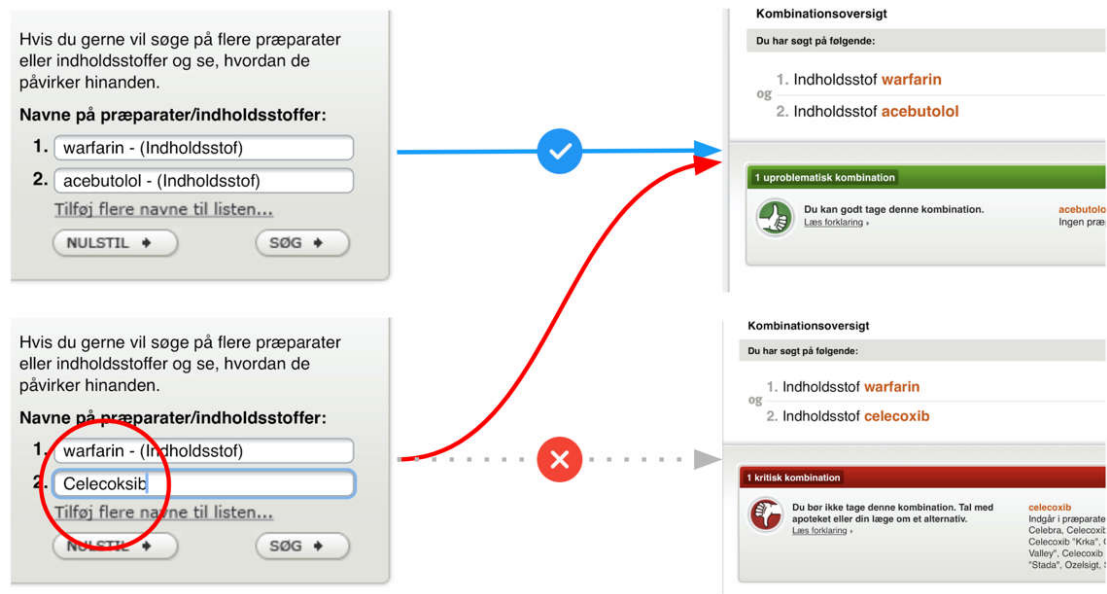 Hvis du gerne vil søge på flere præparater
eller indholdsstoffer og se, hvordan de
påvirker hinanden.
Navne på præparater/indholdsstoffer:
1. warfarin - (Indholdsstof)
2. acebutolol - (Indholdsstof)
Tilføj flere navne til listen...
NULSTIL SØG
Kombinationsoversigt
Du har søgt på følgende:
1. Indholdsstof warfarin
og
2. Indholdsstof acebutolol
1 uproblematisk kombination
Du kan godt tage denne kombination.
Læs forklaring
acebutolo
Ingen præ
Hvis du gerne vil søge på flere præparater
eller indholdsstoffer og se, hvordan de
påvirker hinanden.
Navne på præparater/indholdsstoffer:
1. warfarin - (Indholdsstof)
2. Celecoksib
Tilføj flere navne til listen...
NULSTIL SØG
Kombinationsoversigt
Du har søgt på følgende:
1. Indholdsstof warfarin
og
2. Indholdsstof celecoxib
1 kritisk kombination
Du bør ikke tage denne kombination. Tal med
apoteket eller din læge om et alternativ.
Læs forklaring
celecoxib
Indgår i præparate
Celebra, Celecoxib
Celecoxib "Krka",
Valley", Celecoxib
"Stada", Ozelsigt,